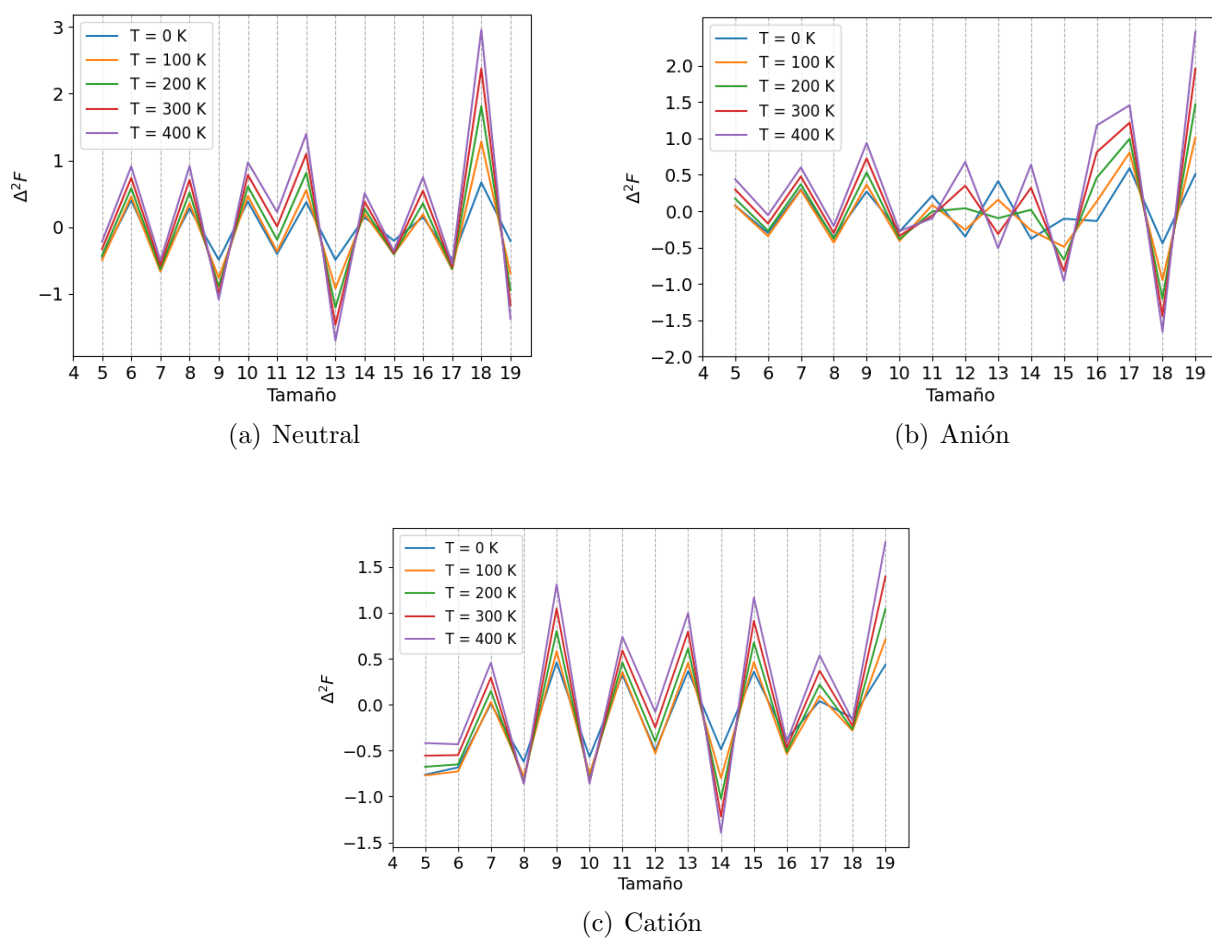 3
2
1
0
−1
Δ²F
T = 0 K
T = 100 K
T = 200 K
T = 300 K
T = 400 K
4 5 6 7 8 9 10 11 12 13 14 15 16 17 18 19
Tamaño
(a) Neutral
2.0
1.5
1.0
0.5
0.0
−0.5
−1.0
−1.5
−2.0
Δ²F
T = 0 K
T = 100 K
T = 200 K
T = 300 K
T = 400 K
4 5 6 7 8 9 10 11 12 13 14 15 16 17 18 19
Tamaño
(b) Anión
1.5
1.0
0.5
0.0
−0.5
−1.0
−1.5
Δ²F
T = 0 K
T = 100 K
T = 200 K
T = 300 K
T = 400 K
4 5 6 7 8 9 10 11 12 13 14 15 16 17 18 19
Tamaño
(c) Catión